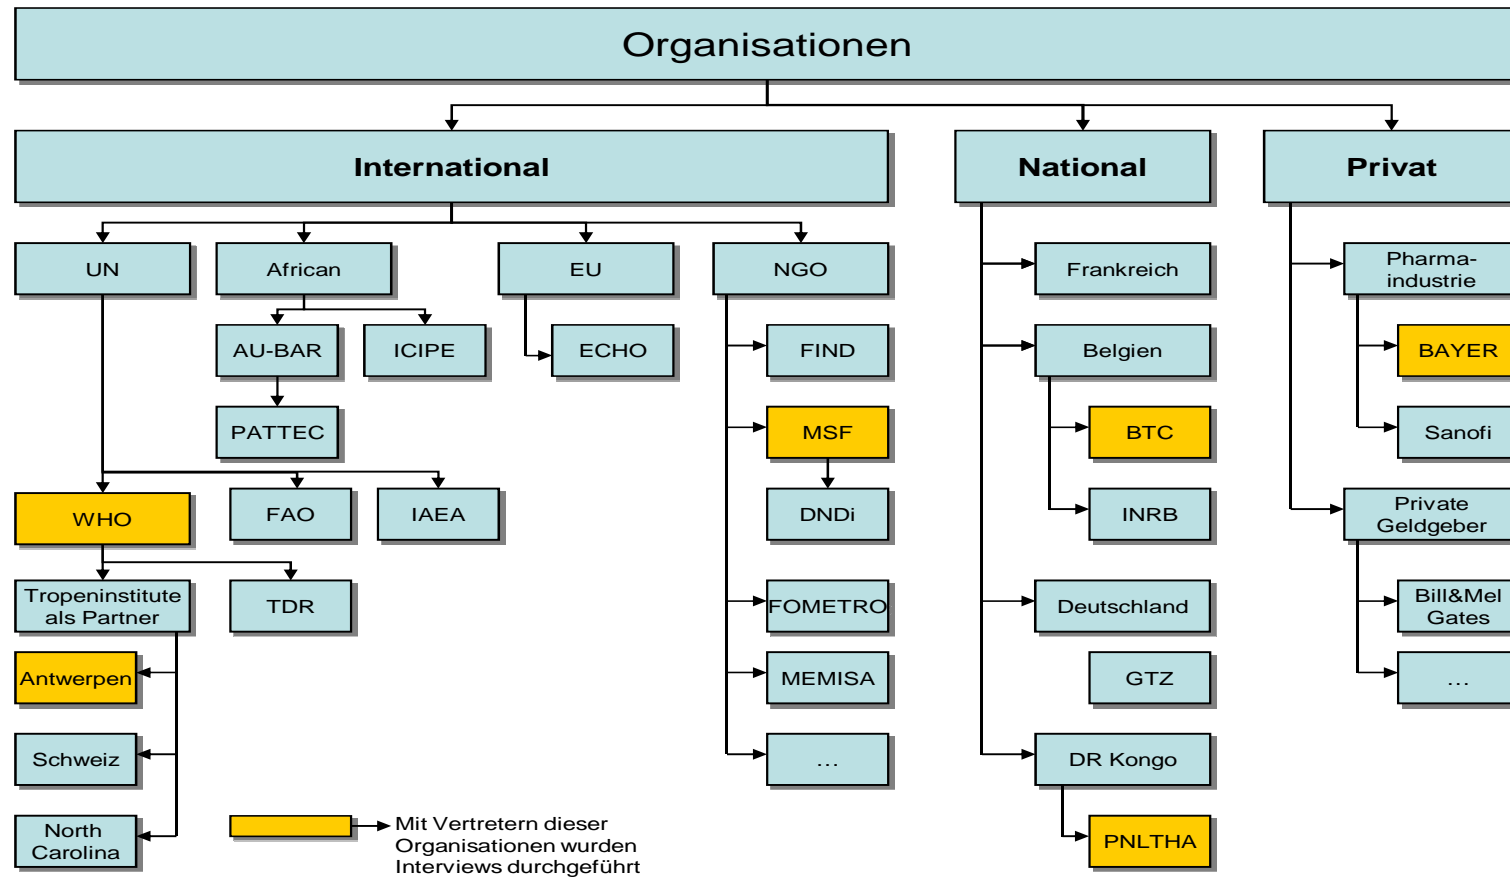 Organisationen
International
National
Privat
UN
African
EU
NGO
Frankreich
Pharma-
industrie
AU-BAR
ICIPE
ECHO
FIND
Belgien
BAYER
PATTEC
MSF
BTC
Sanofi
WHO
FAO
IAEA
DNDi
INRB
Private
Geldgeber
Tropeninstitute
als Partner
TDR
FOMETRO
Deutschland
Bill&Mel
Gates
Antwerpen
MEMISA
GTZ
...
Schweiz
...
DR Kongo
North
Carolina
Mit Vertretern dieser
Organisationen wurden
Interviews durchgeführt
PNLTHA